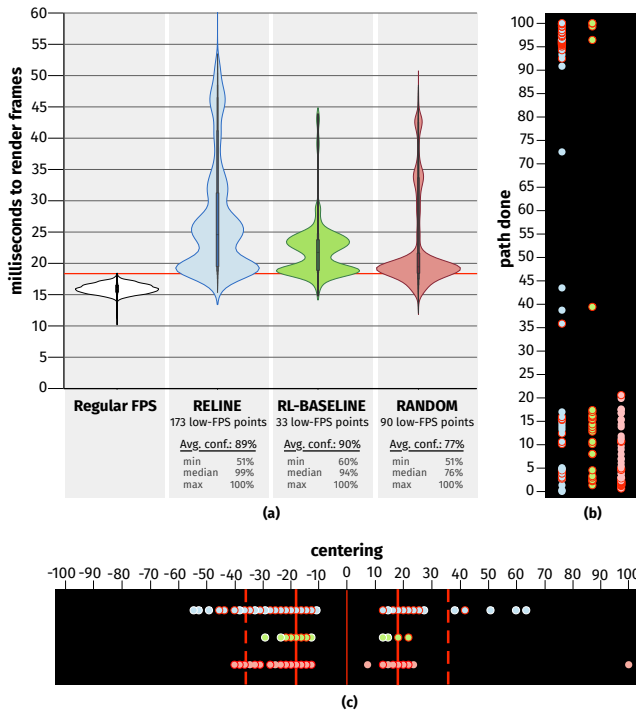 milliseconds to render frames
60
55
50
45
40
35
30
25
20
15
10
0
Regular FPS
RELINE
173 low-FPS points
Avg. conf.: 89%
min 51%
median 99%
max 100%
RL-BASELINE
33 low-FPS points
Avg. conf.: 90%
min 60%
median 94%
max 100%
RANDOM
90 low-FPS points
Avg. conf.: 77%
min 51%
median 76%
max 100%
(a)
path done
100
95
90
85
80
75
70
65
60
55
50
45
40
35
30
25
20
15
10
5
0
(b)
centering
-100 -90 -80 -70 -60 -50 -40 -30 -20 -10 0 10 20 30 40 50 60 70 80 90 100
(c)